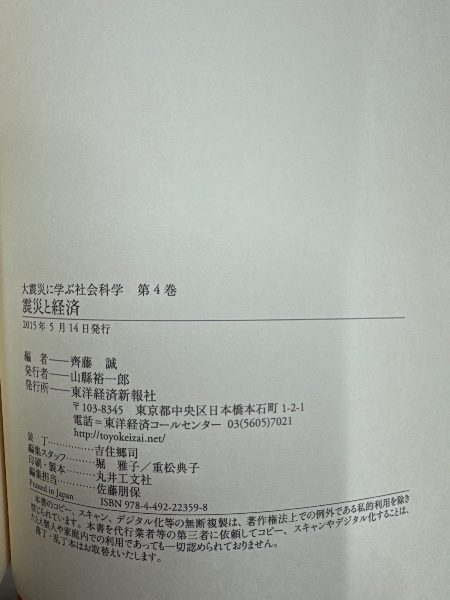 大震災に学ぶ社会科学 第4巻
震災と経済
2015年5月14日発行
編 者——齊藤 誠
発行者——山縣裕一郎
発行所——東洋経済新報社
〒103-8345 東京都中央区日本橋本石町1-2-1
電話=東洋経済コールセンター 03(5605)7021
http://toyokeizai.net/
装 丁……………吉住郷司
編集スタッフ………堀 雅子/重松典子
印刷・製本………丸井工文社
編集担当…………佐藤朋保
Printed in Japan ISBN 978-4-492-22359-8
本書のコピー、スキャン、デジタル化等の無断複製は、著作権法上での例外である私的利用を除き
禁じられています。本書を代行業者等の第三者に依頼してコピー、スキャンやデジタル化することは、
たとえ個人や家庭内での利用であっても一切認められておりません。
落丁・乱丁本はお取替えいたします。